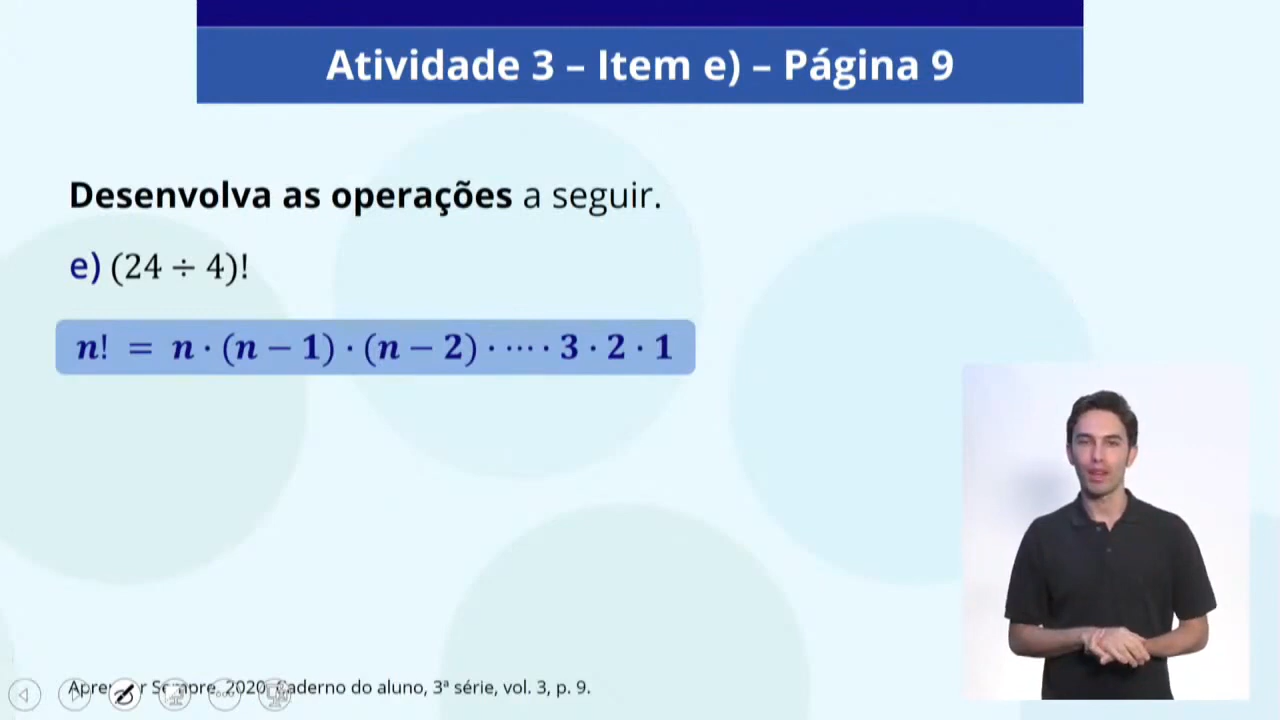 Atividade 3 – Item e) – Página 9
Desenvolva as operações a seguir.
e) (24 ÷ 4)!
n! = n · (n − 1) · (n − 2) · ⋯ · 3 · 2 · 1
2020. Caderno do aluno, 3ª série, vol. 3, p. 9.